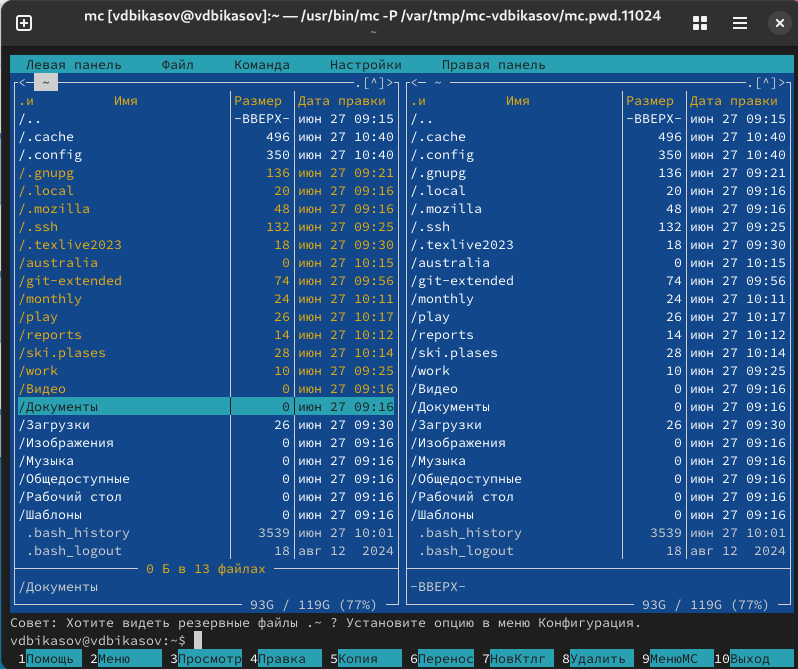 mc [vdbikasov@vdbikasov]:~ — /usr/bin/mc -P /var/tmp/mc-vdbikasov/mc.pwd.11024
~
Левая панель Файл Команда Настройки Правая панель
<— ~ .[^]> <— ~ .[^]>
.и Имя Размер Дата правки .и Имя Размер Дата правки
/.. -ВВЕРХ- июн 27 09:15 /.. -ВВЕРХ- июн 27 09:15
/.cache 496 июн 27 10:40 /.cache 496 июн 27 10:40
/.config 350 июн 27 10:40 /.config 350 июн 27 10:40
/.gnupg 136 июн 27 09:21 /.gnupg 136 июн 27 09:21
/.local 20 июн 27 09:16 /.local 20 июн 27 09:16
/.mozilla 48 июн 27 09:16 /.mozilla 48 июн 27 09:16
/.ssh 132 июн 27 09:25 /.ssh 132 июн 27 09:25
/.texlive2023 18 июн 27 09:30 /.texlive2023 18 июн 27 09:30
/australia 0 июн 27 10:15 /australia 0 июн 27 10:15
/git-extended 74 июн 27 09:56 /git-extended 74 июн 27 09:56
/monthly 24 июн 27 10:11 /monthly 24 июн 27 10:11
/play 26 июн 27 10:17 /play 26 июн 27 10:17
/reports 14 июн 27 10:12 /reports 14 июн 27 10:12
/ski.plases 28 июн 27 10:14 /ski.plases 28 июн 27 10:14
/work 10 июн 27 09:25 /work 10 июн 27 09:25
/Видео 0 июн 27 09:16 /Видео 0 июн 27 09:16
/Документы 0 июн 27 09:16 /Документы 0 июн 27 09:16
/Загрузки 26 июн 27 09:30 /Загрузки 26 июн 27 09:30
/Изображения 0 июн 27 09:16 /Изображения 0 июн 27 09:16
/Музыка 0 июн 27 09:16 /Музыка 0 июн 27 09:16
/Общедоступные 0 июн 27 09:16 /Общедоступные 0 июн 27 09:16
/Рабочий стол 0 июн 27 09:16 /Рабочий стол 0 июн 27 09:16
/Шаблоны 0 июн 27 09:16 /Шаблоны 0 июн 27 09:16
.bash_history 3539 июн 27 10:01 .bash_history 3539 июн 27 10:01
.bash_logout 18 авг 12 2024 .bash_logout 18 авг 12 2024
0 Б в 13 файлах
/Документы -ВВЕРХ-
93G / 119G (77%) 93G / 119G (77%)
Совет: Хотите видеть резервные файлы .~ ? Установите опцию в меню Конфигурация.
vdbikasov@vdbikasov:~$
1Помощь 2Меню 3Просмотр 4Правка 5Копия 6Перенос 7НовКтлг 8Удалить 9МенюMC 10Выход